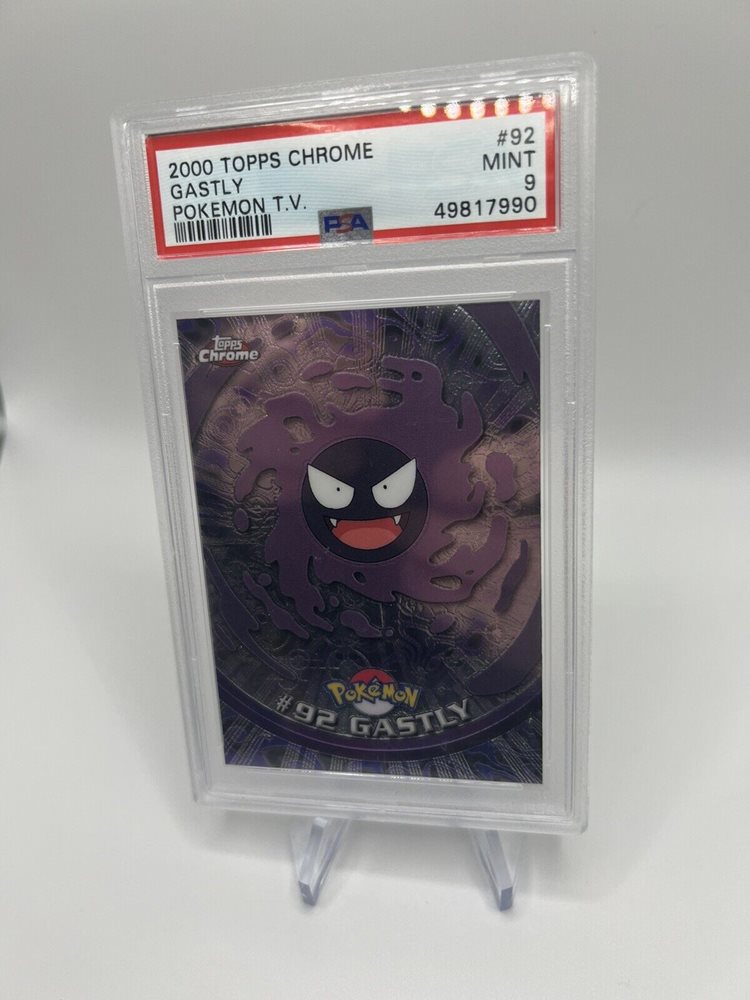 2000 TOPPS CHROME #92
GASTLY MINT
POKEMON T.V. 9
PSA 49817990
Topps
Chrome
POKéMON
#92 GASTLY